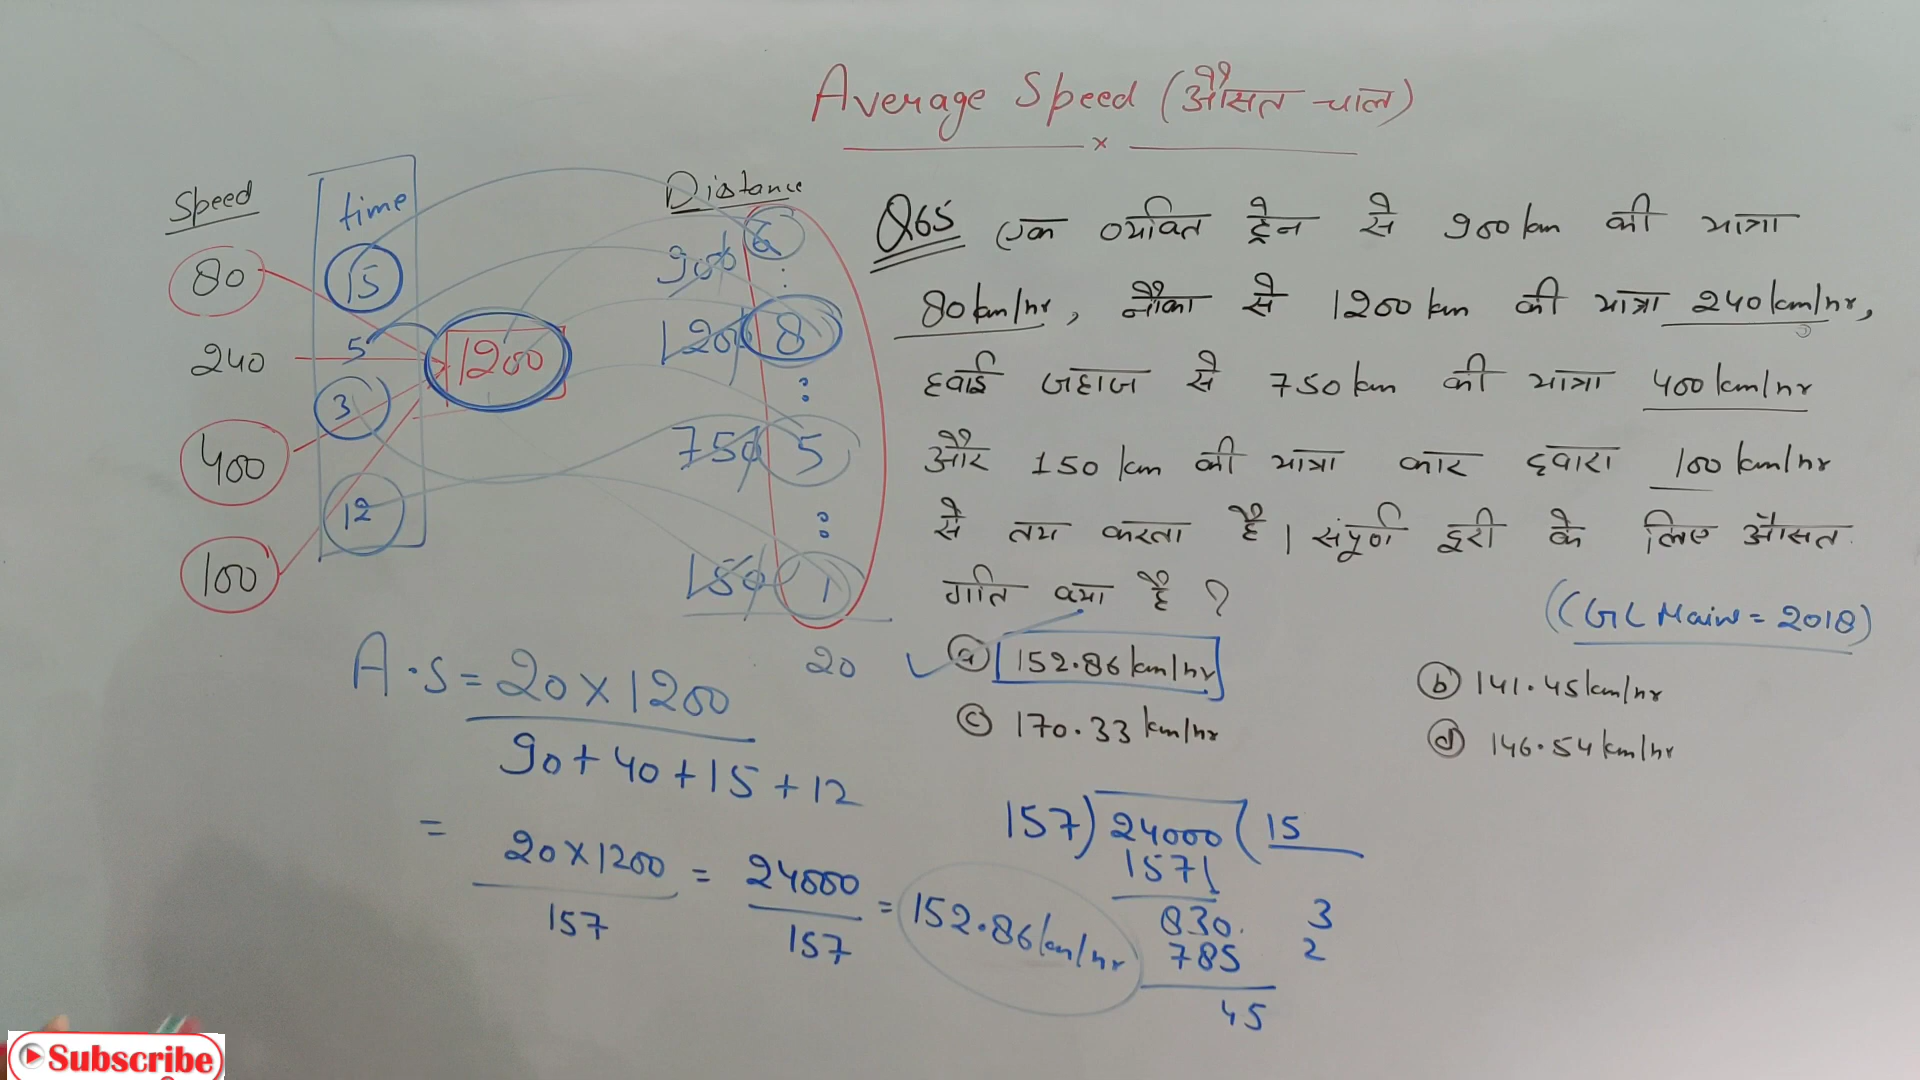 Average Speed (औसत चाल)
x
Speed
80
240
400
100
time
15
5
3
12
1200
Distance
900 6
:
1200 8
:
750 5
:
150 1
20
Q65 एक व्यक्ति ट्रेन से 900 km की यात्रा
80 km/hr, नौका से 1200 km की यात्रा 240 km/hr,
हवाई जहाज से 750 km की यात्रा 400 km/hr
और 150 km की यात्रा कार द्वारा 100 km/hr
से तय करता है। संपूर्ण दूरी के लिए औसत
गति क्या है ?
(CGL Mains = 2018)
(a) 152.86 km/hr
(b) 141.45 km/hr
(c) 170.33 km/hr
(d) 146.54 km/hr
A.S = 20 x 1200
90 + 40 + 15 + 12
= 20 x 1200 = 24000 = 152.86 km/hr
157 157
157) 24000 ( 15
157
830. 3
785 2
45
Subscribe